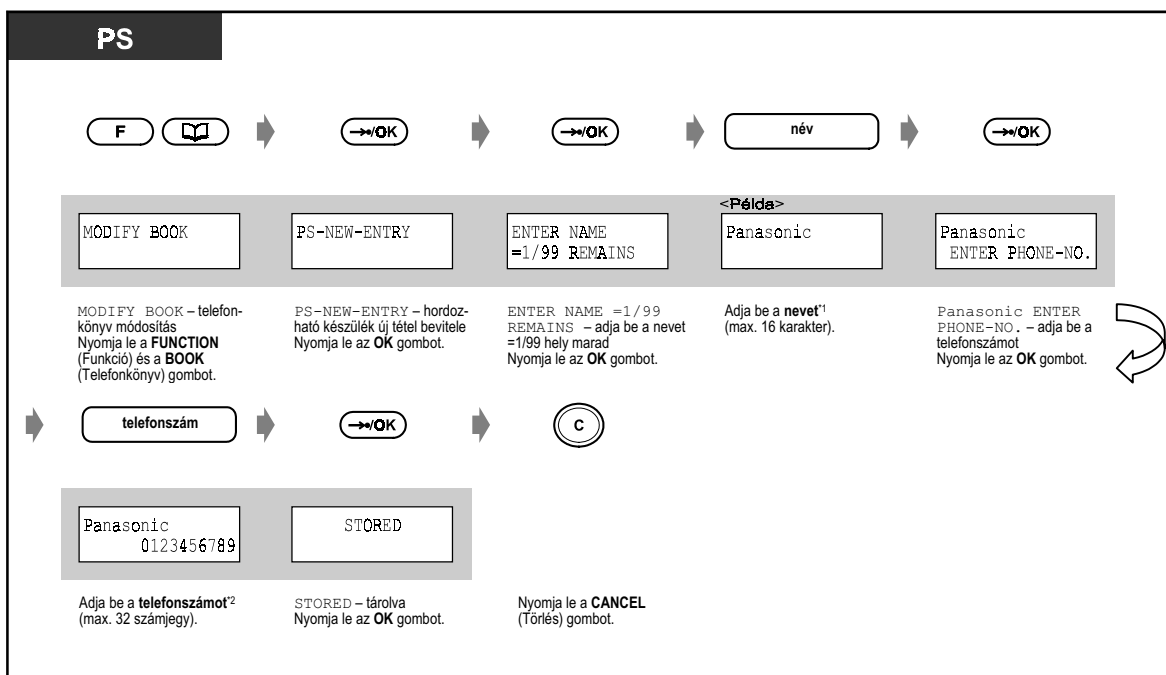 PS
F
→•/OK
→•/OK
név
→•/OK
<Példa>
MODIFY BOOK
PS-NEW-ENTRY
ENTER NAME
=1/99 REMAINS
Panasonic
Panasonic
ENTER PHONE-NO.
MODIFY BOOK – telefon-
könyv módosítás
Nyomja le a FUNCTION
(Funkció) és a BOOK
(Telefonkönyv) gombot.
PS-NEW-ENTRY – hordoz-
ható készülék új tétel bevitele
Nyomja le az OK gombot.
ENTER NAME =1/99
REMAINS – adja be a nevet
=1/99 hely marad
Nyomja le az OK gombot.
Adja be a nevet*1
(max. 16 karakter).
Panasonic ENTER
PHONE-NO. – adja be a
telefonszámot
Nyomja le az OK gombot.
telefonszám
→•/OK
C
Panasonic
0123456789
STORED
Adja be a telefonszámot*2
(max. 32 számjegy).
STORED – tárolva
Nyomja le az OK gombot.
Nyomja le a CANCEL
(Törlés) gombot.